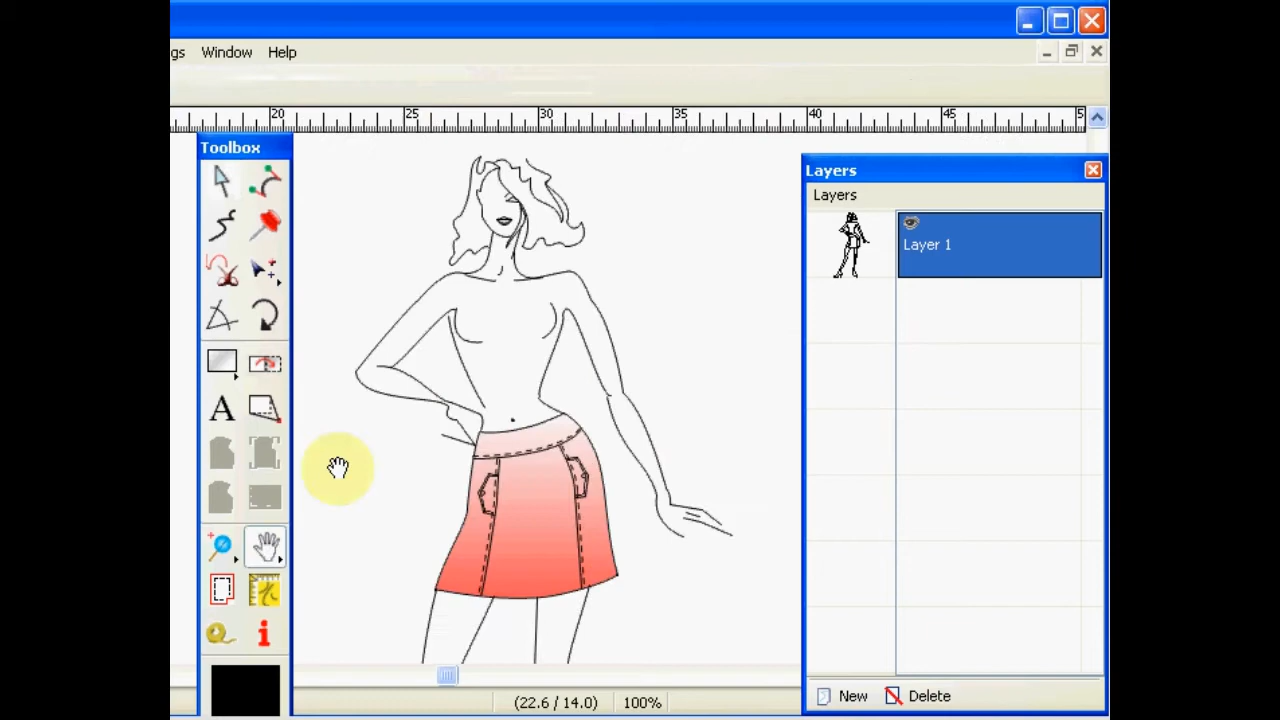 gs Window Help
20 25 30 35 40 45 5
Toolbox
Layers
Layers
Layer 1
A
i
New Delete
(22.6 / 14.0) 100%